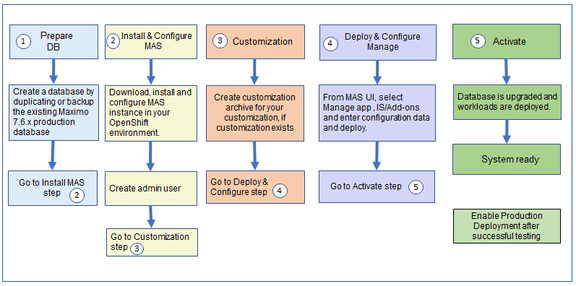 1 Prepare
DB
Create a database by
duplicating or backup
the existing Maximo
7.6.x production
database
Go to Install MAS
step 2
2 Install & Configure
MAS
Download, install and
configure MAS
instance in your
OpenShift
environment.
Create admin user
Go to Customization
step 3
3 Customization
Create customization
archive for your
customization, if
customization exists
Go to Deploy &
Configure step 4
4 Deploy & Configure
Manage
From MAS UI, select
Manage app, IS/Add-ons
and enter configuration data
and deploy.
Go to Activate step 5
5 Activate
Database is upgraded and
workloads are deployed.
System ready
Enable Production
Deployment after
successful testing